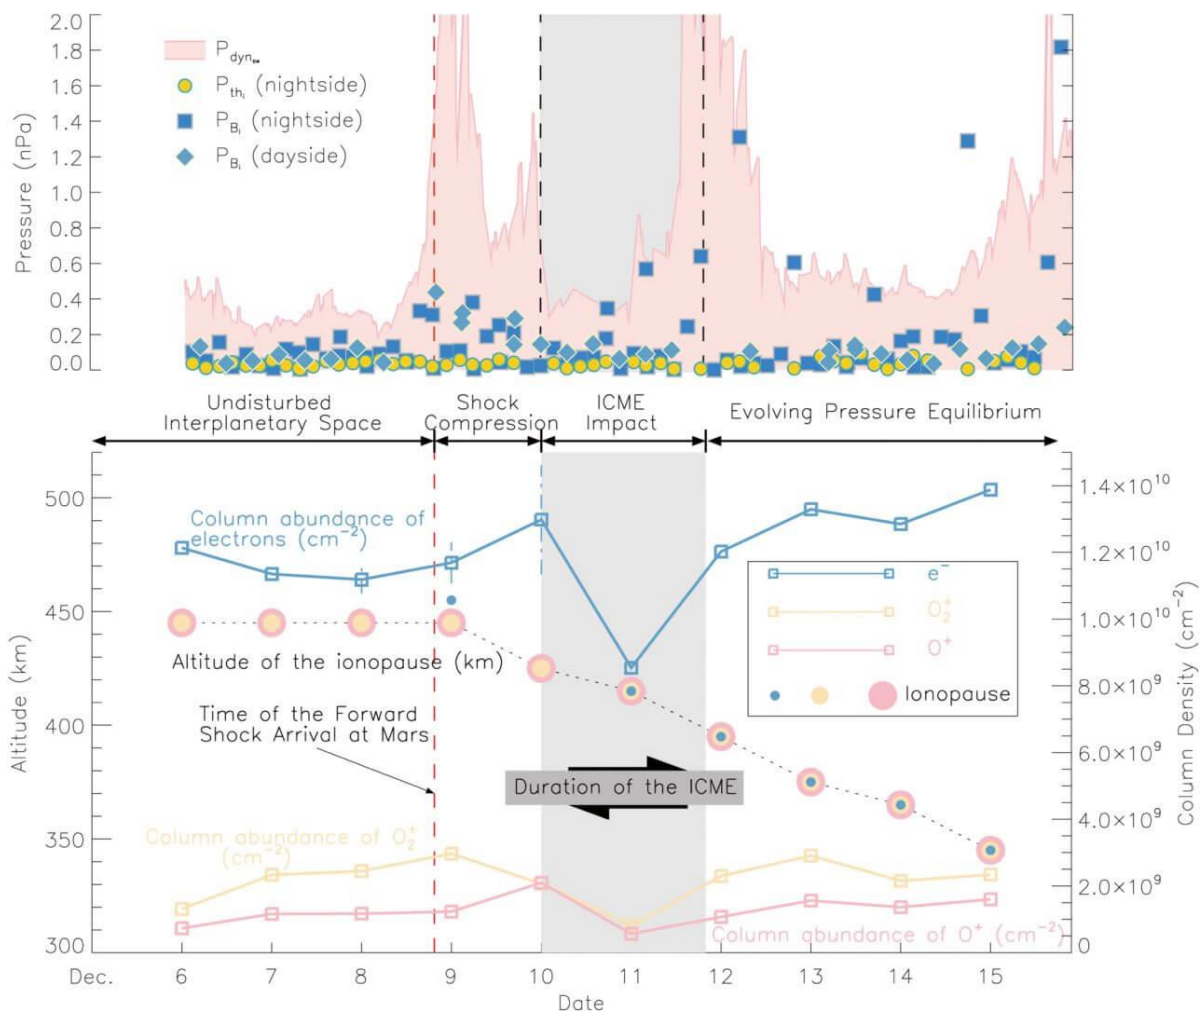 2.0
1.8
1.6
1.4
1.2
1.0
0.8
0.6
0.4
0.2
0.0
Pressure (nPa)
P_dyn_sw
P_th_i (nightside)
P_B_i (nightside)
P_B_i (dayside)
Undisturbed
Interplanetary Space
Shock
Compression
ICME
Impact
Evolving Pressure Equilibrium
500
450
400
350
300
Altitude (km)
Column abundance of
electrons (cm⁻²)
Altitude of the ionopause (km)
Time of the Forward
Shock Arrival at Mars
Duration of the ICME
Column abundance of O₂⁺
(cm⁻²)
Column abundance of O⁺ (cm⁻²)
e⁻
O₂⁺
O⁺
Ionopause
1.4×10¹⁰
1.2×10¹⁰
1.0×10¹⁰
8.0×10⁹
6.0×10⁹
4.0×10⁹
2.0×10⁹
0
Column Density (cm⁻²)
Dec. 6 7 8 9 10 11 12 13 14 15
Date